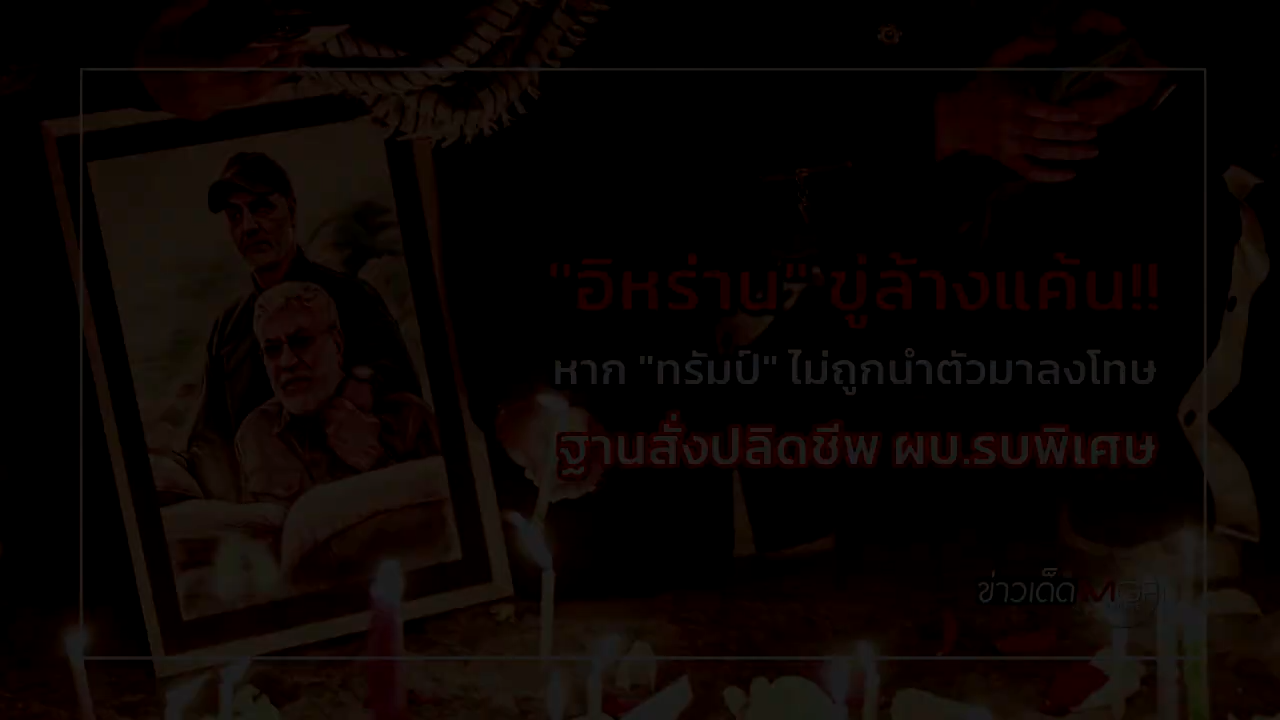 "อิหร่าน" ขู่ล้างแค้น!!
หาก "ทรัมป์" ไม่ถูกนำตัวมาลงโทษ
ฐานสั่งปลิดชีพ ผบ.รบพิเศษ
ข่าวเด็ด MGR